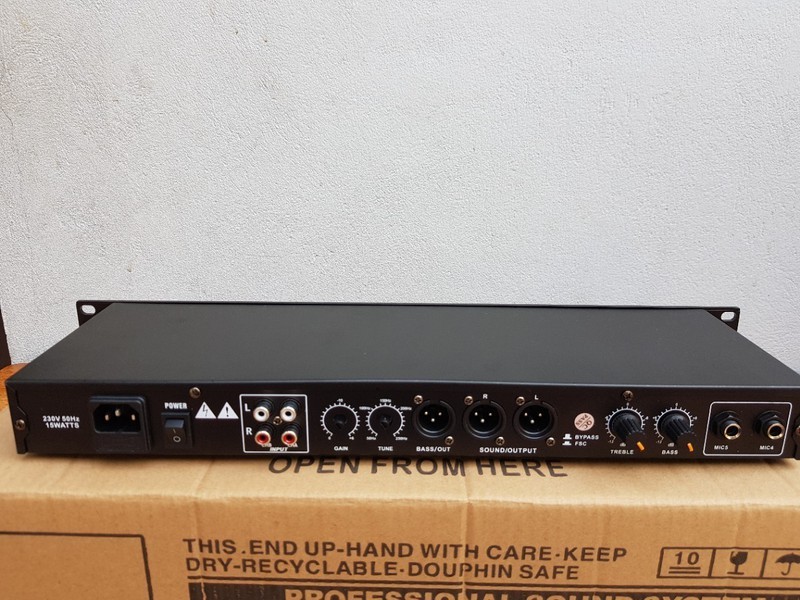 230V 50Hz
15WATTS
POWER
L
R
INPUT
GAIN
TUNE
BASS/OUT
R
L
SOUND/OUTPUT
BYPASS
FSC
TREBLE
BASS
MIC3
MIC4
OPEN FROM HERE
THIS.END UP-HAND WITH CARE·KEEP
DRY-RECYCLABLE·DOUPHIN SAFE
10
PROFESSIONAL SOUND SYSTEM